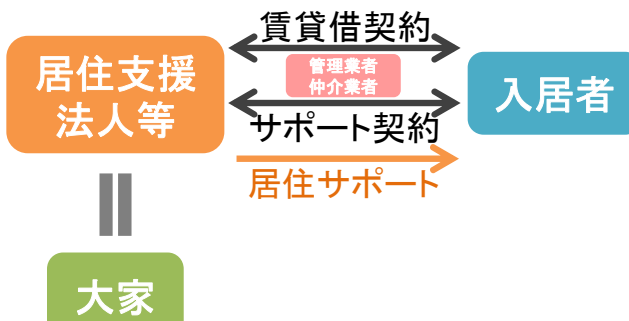 賃貸借契約
居住支援
法人等
管理業者
仲介業者
入居者
サポート契約
居住サポート
大家